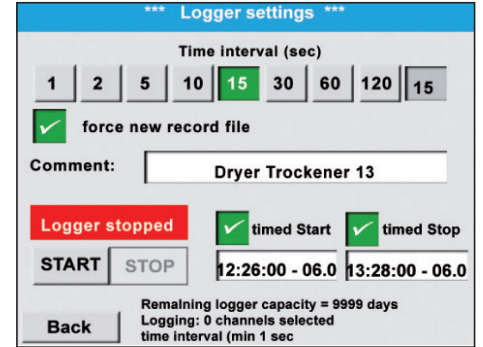 *** Logger settings ***
Time interval (sec)
1 2 5 10 15 30 60 120 15
force new record file
Comment: Dryer Trockener 13
Logger stopped timed Start timed Stop
START STOP 12:26:00 - 06.0 13:28:00 - 06.0
Remaining logger capacity = 9999 days
Back Logging: 0 channels selected
time interval (min 1 sec